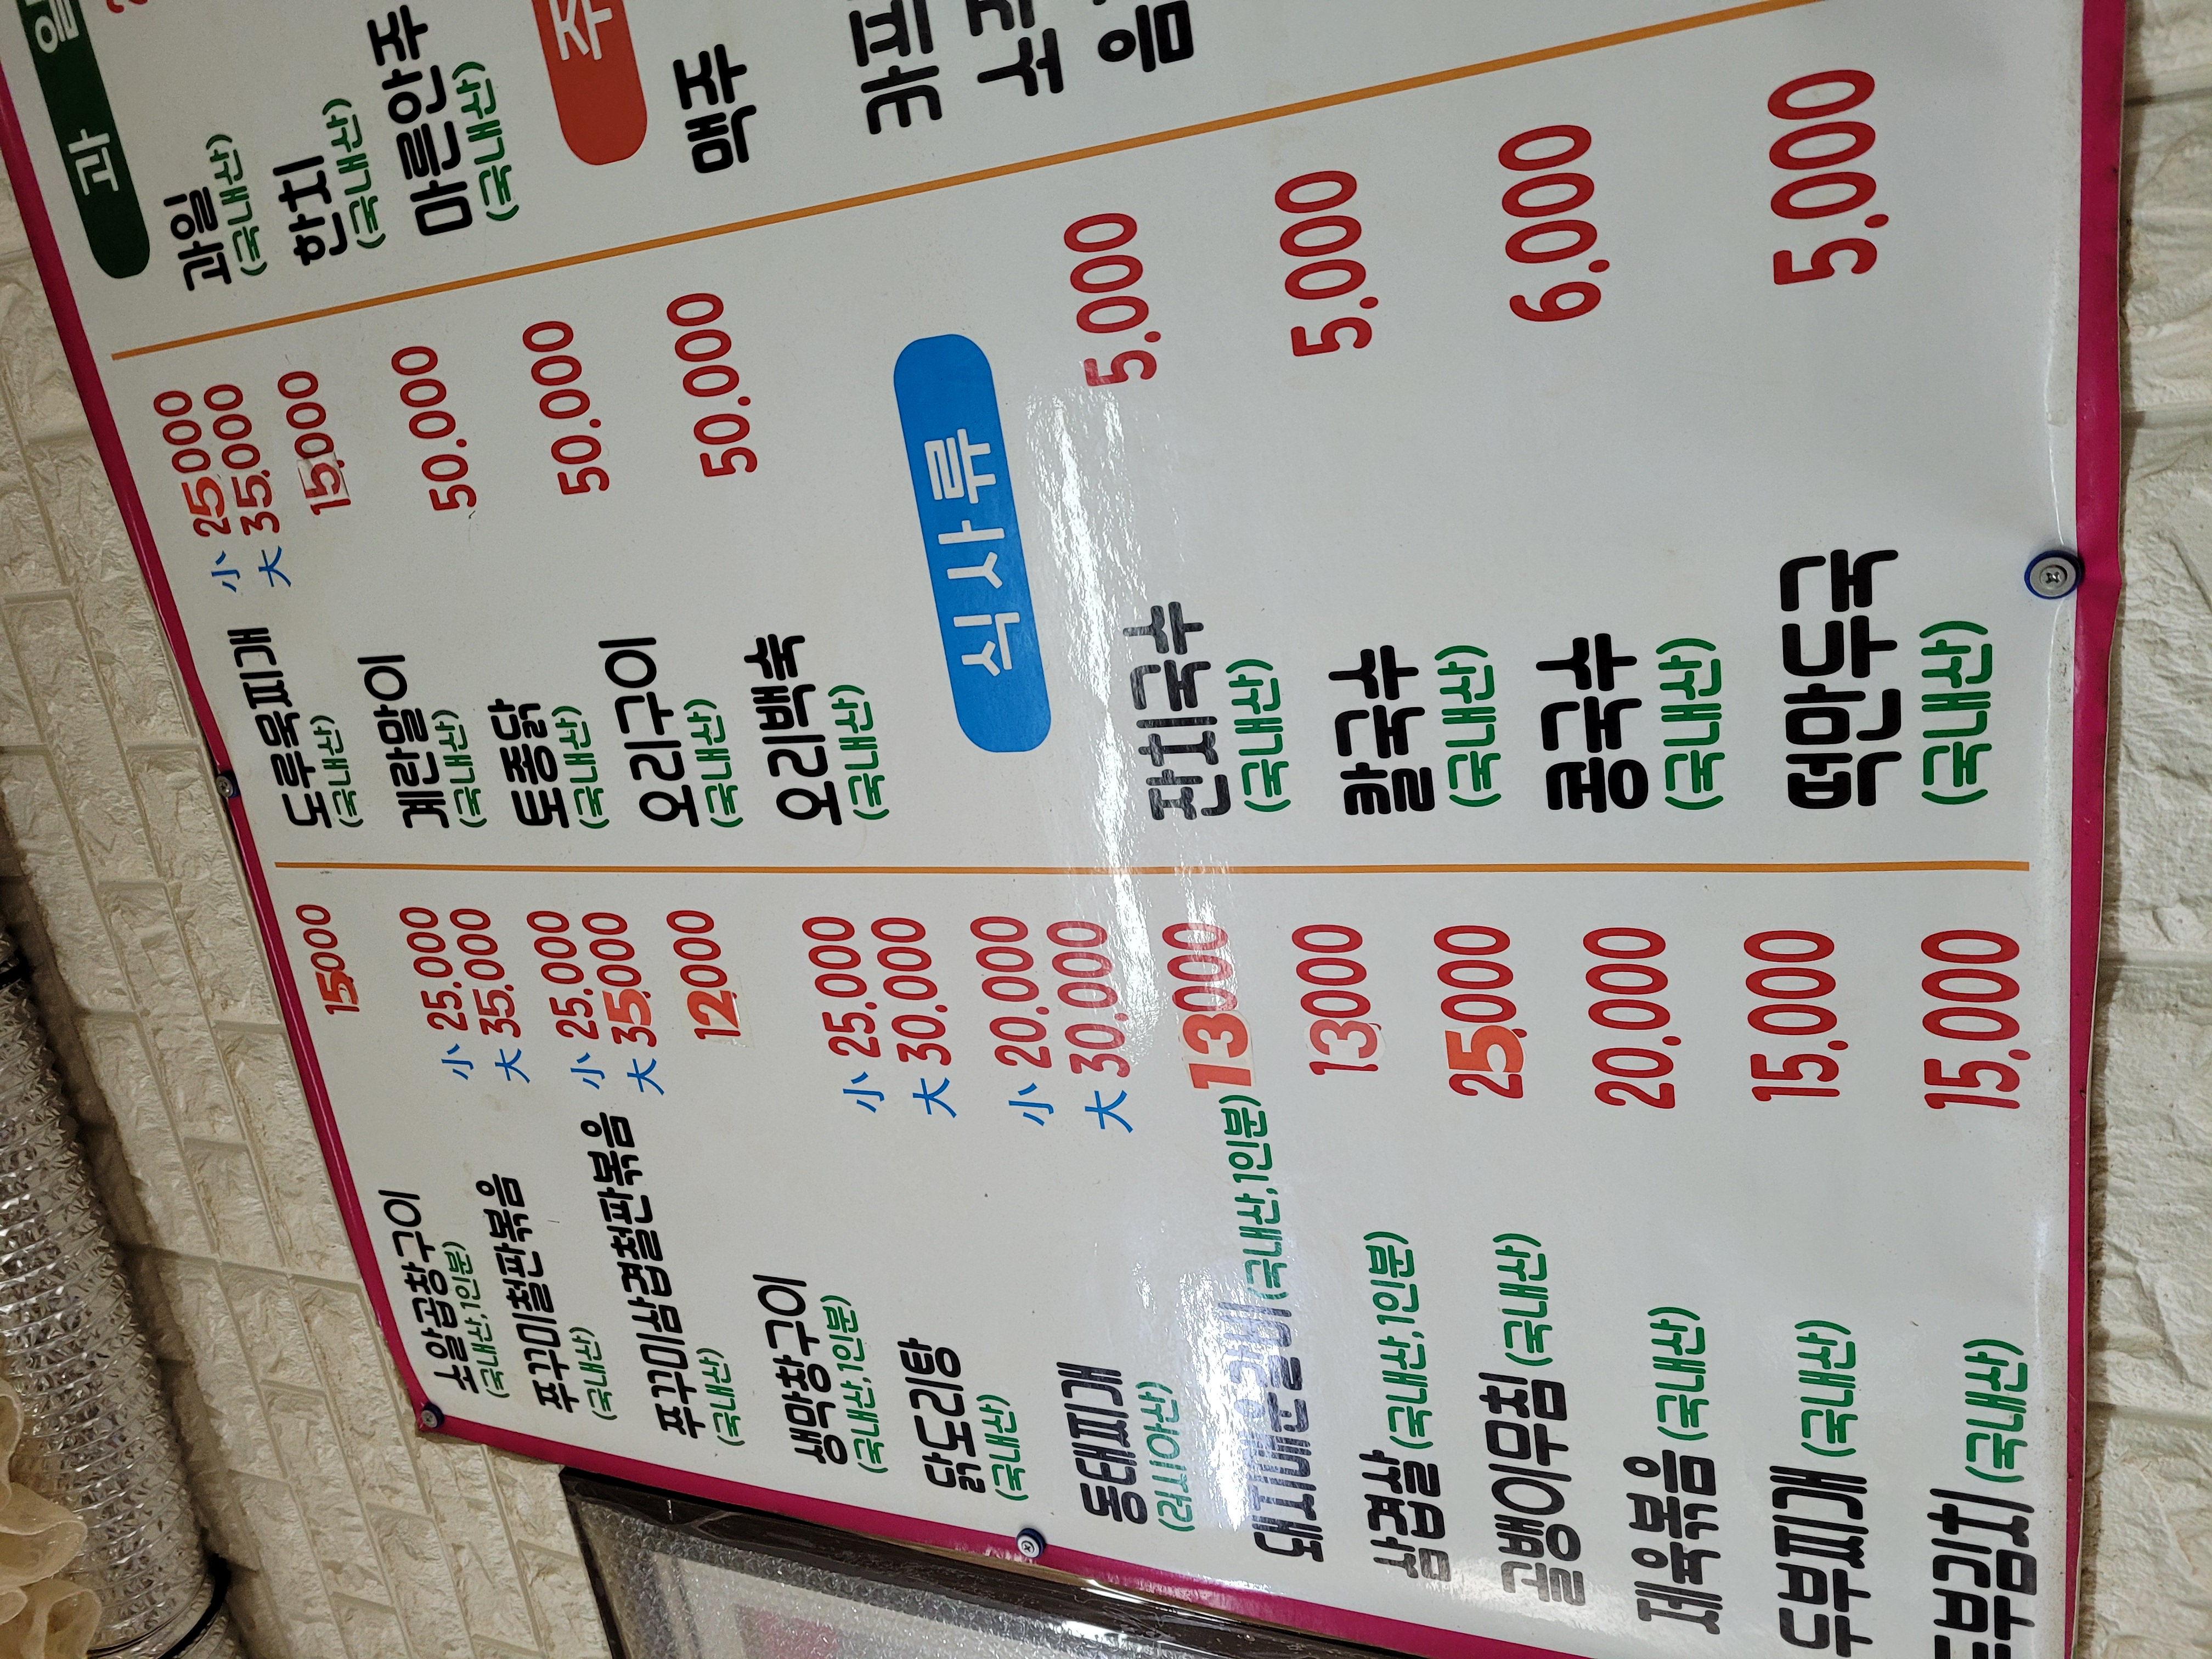 소알곱창구이 15,000
(국내산,1인분)
쭈꾸미철판볶음 小 25.000
(국내산) 大 35.000
쭈꾸미삼겹철판볶음 小 25.000
(국내산) 大 35.000
생막창구이 12,000
(국내산,1인분)
닭도리탕 小 25.000
(국내산) 大 30.000
동태찌개 小 20.000
(러시아산) 大 30.000
돼지매운갈비 (국내산,1인분) 13,000
삼겹살 (국내산,1인분) 13,000
골뱅이무침 (국내산) 25,000
제육볶음 (국내산) 20.000
두부찌개 (국내산) 15,000
두부김치 (국내산) 15,000
도루묵찌개 小 25,000
(국내산) 大 35,000
계란말이 15,000
(국내산)
토종닭 50.000
(국내산)
오리구이 50.000
(국내산)
오리백숙 50.000
(국내산)
식사류
잔치국수 5.000
(국내산)
칼국수 5.000
(국내산)
콩국수 6.000
(국내산)
떡만두국 5.000
(국내산)
과일
과일
(국내산)
한치
(국내산)
마른안주
(국내산)
주
맥주